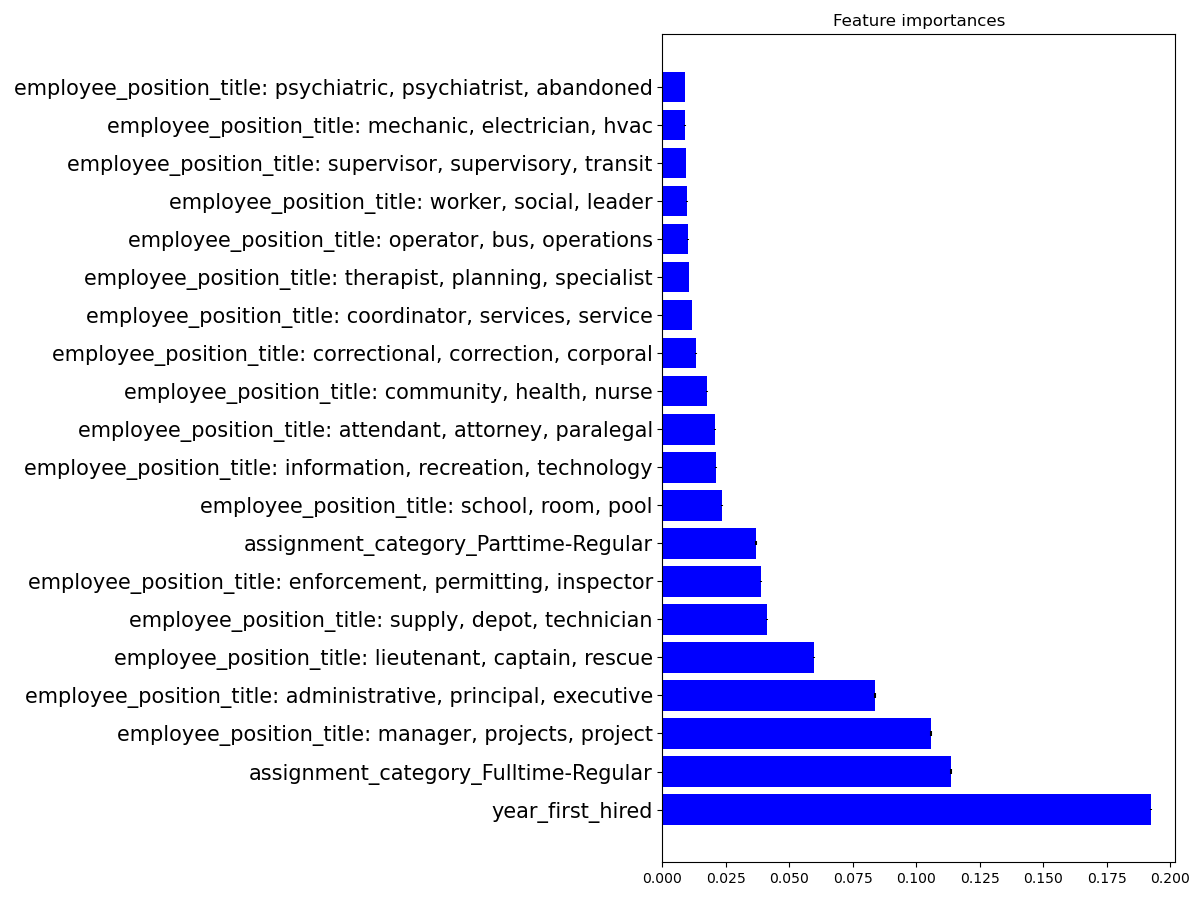 Feature importances
employee_position_title: psychiatric, psychiatrist, abandoned
employee_position_title: mechanic, electrician, hvac
employee_position_title: supervisor, supervisory, transit
employee_position_title: worker, social, leader
employee_position_title: operator, bus, operations
employee_position_title: therapist, planning, specialist
employee_position_title: coordinator, services, service
employee_position_title: correctional, correction, corporal
employee_position_title: community, health, nurse
employee_position_title: attendant, attorney, paralegal
employee_position_title: information, recreation, technology
employee_position_title: school, room, pool
assignment_category_Parttime-Regular
employee_position_title: enforcement, permitting, inspector
employee_position_title: supply, depot, technician
employee_position_title: lieutenant, captain, rescue
employee_position_title: administrative, principal, executive
employee_position_title: manager, projects, project
assignment_category_Fulltime-Regular
year_first_hired
0.000 0.025 0.050 0.075 0.100 0.125 0.150 0.175 0.200